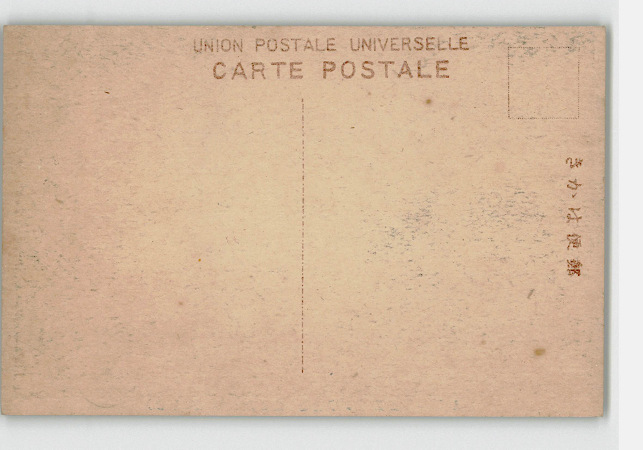 UNION POSTALE UNIVERSELLE
CARTE POSTALE
きかは便郵